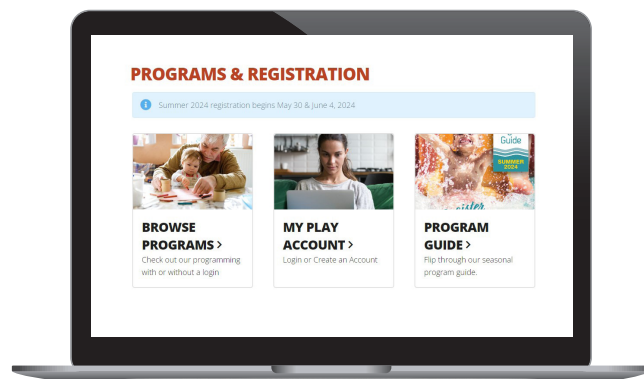 PROGRAMS & REGISTRATION
Summer 2024 registration begins May 30 & June 4, 2024
Guide
SUMMER
2024
BROWSE
PROGRAMS >
Check out our programming
with or without a login
MY PLAY
ACCOUNT >
Login or Create an Account
PROGRAM
GUIDE >
Flip through our seasonal
program guide.